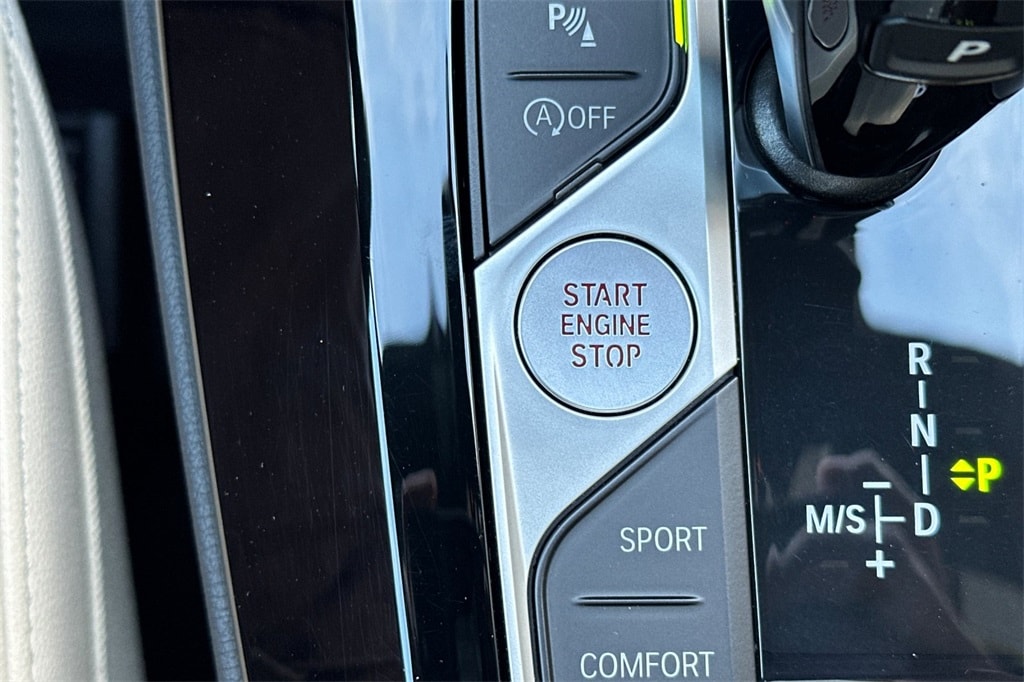 P
P
A OFF
START
ENGINE
STOP
R
N
P
M/S D
SPORT
COMFORT